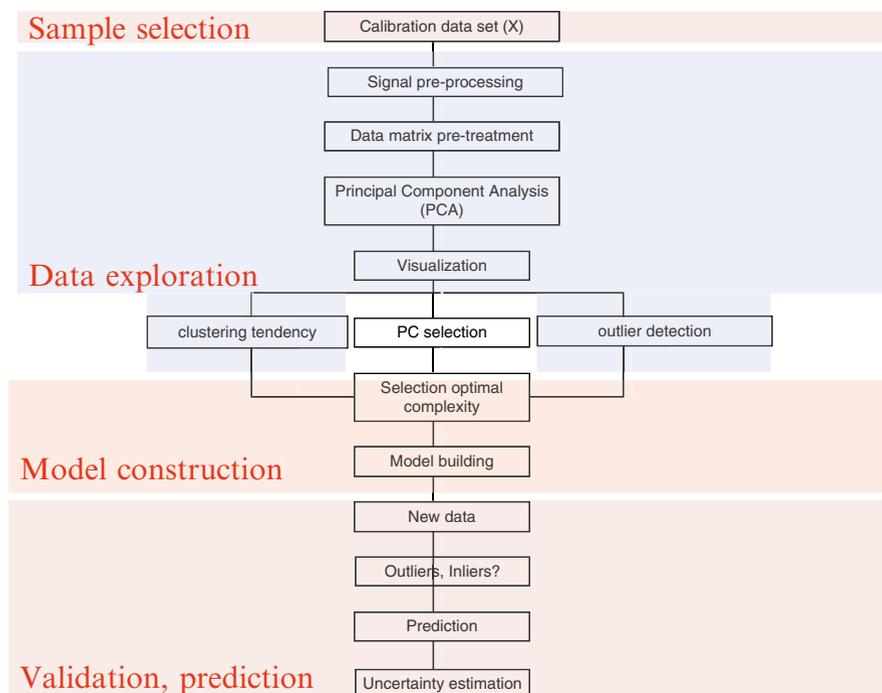 Sample selection
Calibration data set (X)
Signal pre-processing
Data matrix pre-treatment
Principal Component Analysis
(PCA)
Data exploration
Visualization
clustering tendency
PC selection
outlier detection
Selection optimal
complexity
Model construction
Model building
New data
Outliers, Inliers?
Prediction
Validation, prediction
Uncertainty estimation